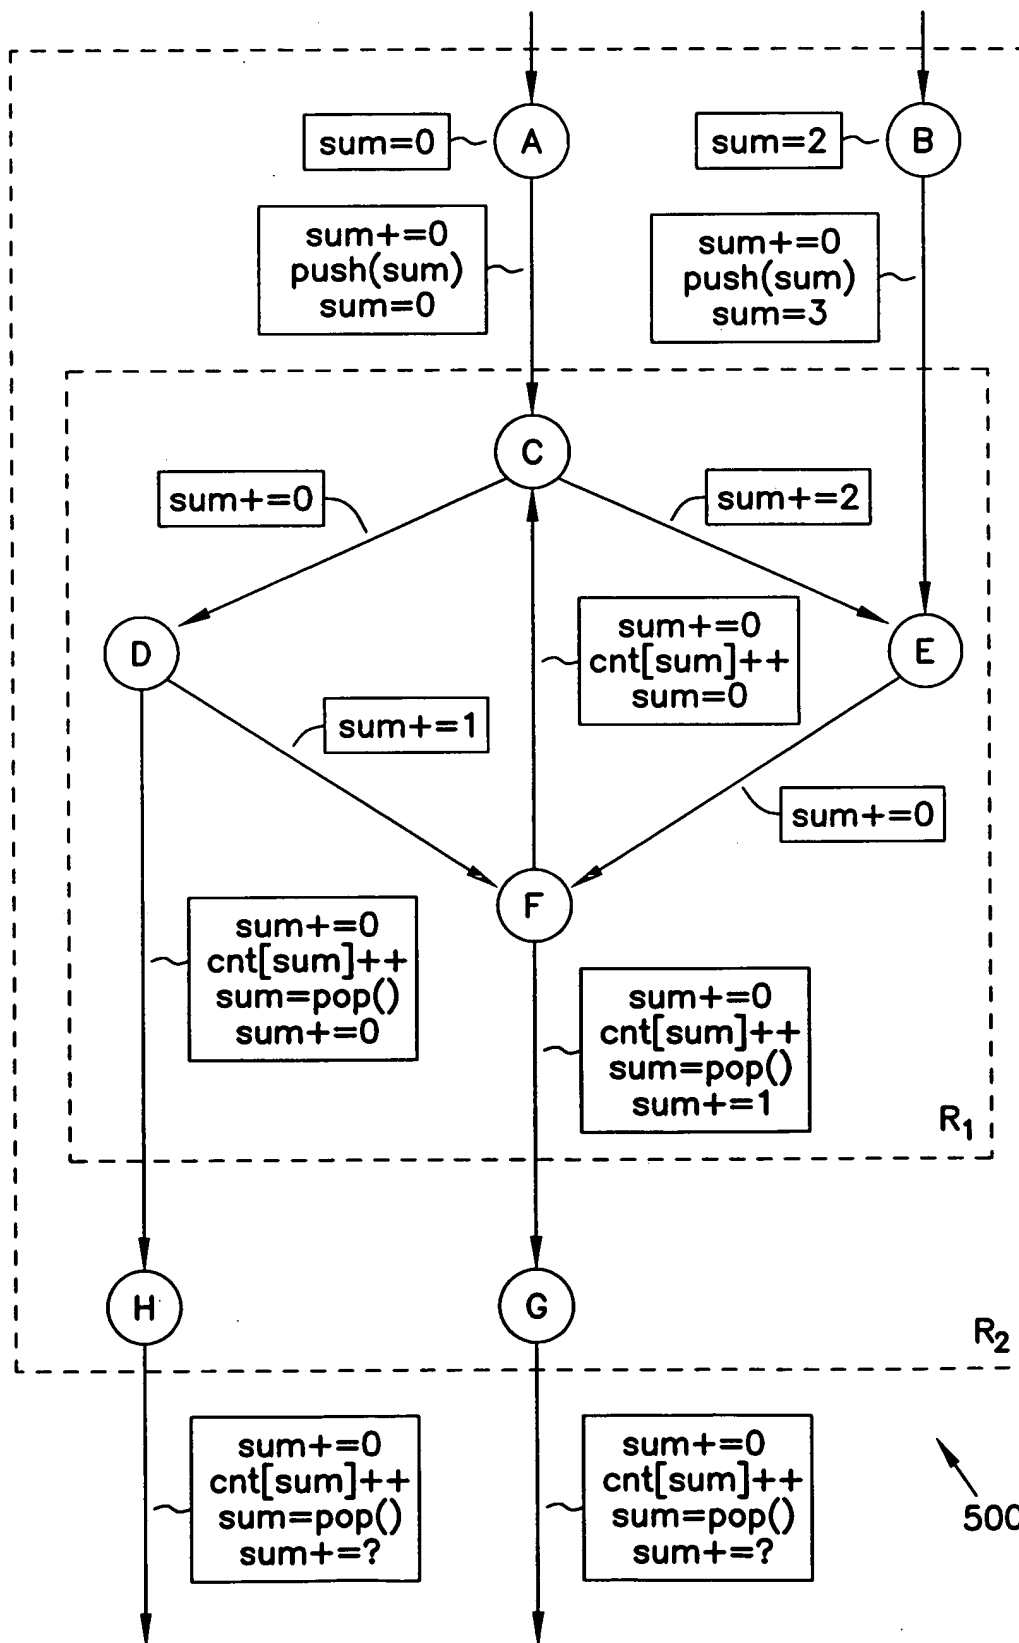 sum=0
A
sum=2
B
sum+=0
push(sum)
sum=0
sum+=0
push(sum)
sum=3
C
sum+=0
sum+=2
D
sum+=0
cnt[sum]++
sum=0
E
sum+=1
sum+=0
F
sum+=0
cnt[sum]++
sum=pop()
sum+=0
sum+=0
cnt[sum]++
sum=pop()
sum+=1
R1
H
G
R2
sum+=0
cnt[sum]++
sum=pop()
sum+=?
sum+=0
cnt[sum]++
sum=pop()
sum+=?
500